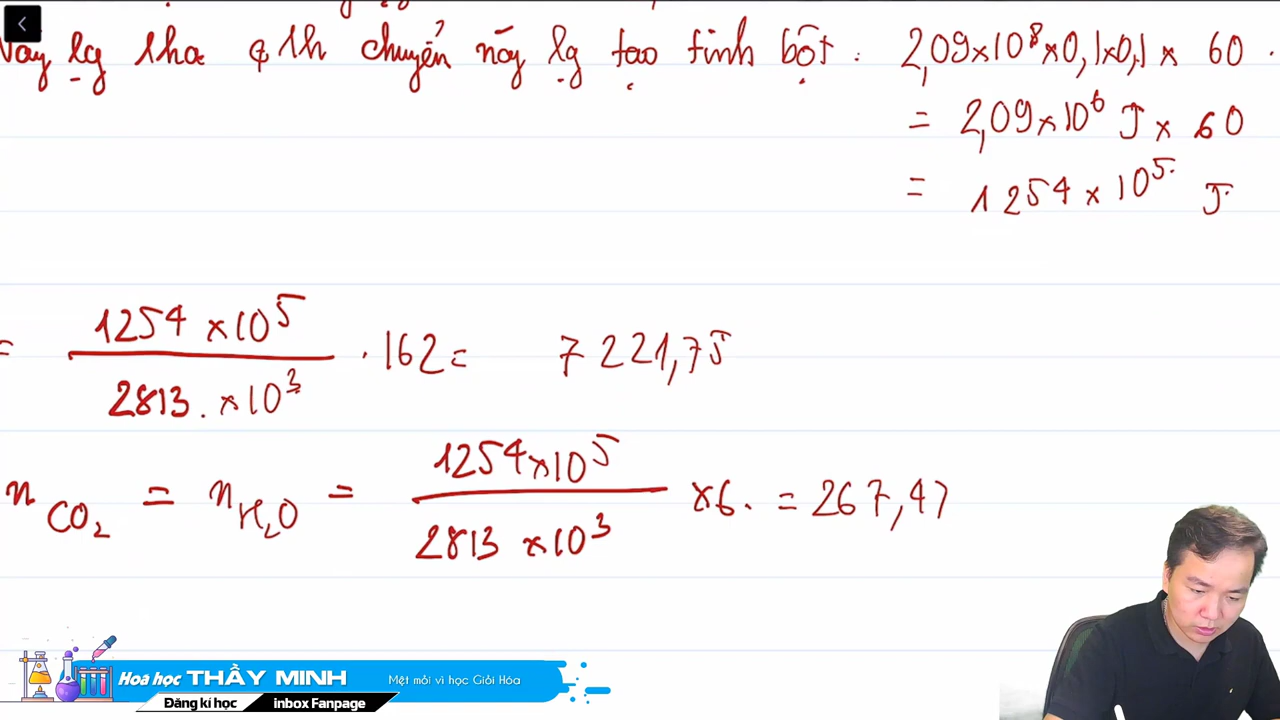 Vậy lg tha q th chuyển này lg tạo tinh bột : 2,09×10⁸×0,1×0,1 × 60 .
= 2,09×10⁶ J × 60
= 1254 × 10⁵ J
= 1254 ×10⁵ / 2813 . ×10³ . 162 = 7221,75
n CO₂ = n H₂O = 1254×10⁵ / 2813 ×10³ ×6. = 267,47
Hoá học THẦY MINH Mệt mỏi vì học Giỏi Hóa
Đăng kí học inbox Fanpage